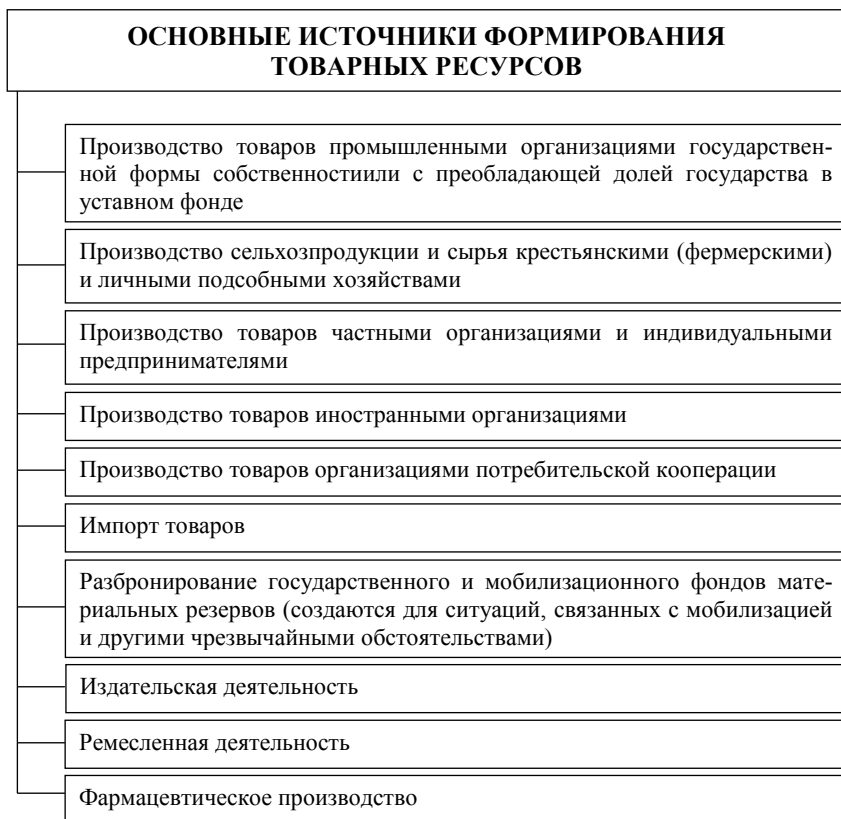 ОСНОВНЫЕ ИСТОЧНИКИ ФОРМИРОВАНИЯ
ТОВАРНЫХ РЕСУРСОВ
Производство товаров промышленными организациями государствен-
ной формы собственностиили с преобладающей долей государства в
уставном фонде
Производство сельхозпродукции и сырья крестьянскими (фермерскими)
и личными подсобными хозяйствами
Производство товаров частными организациями и индивидуальными
предпринимателями
Производство товаров иностранными организациями
Производство товаров организациями потребительской кооперации
Импорт товаров
Разбронирование государственного и мобилизационного фондов мате-
риальных резервов (создаются для ситуаций, связанных с мобилизацией
и другими чрезвычайными обстоятельствами)
Издательская деятельность
Ремесленная деятельность
Фармацевтическое производство